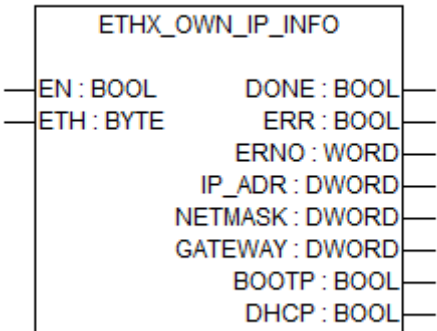 ETHX_OWN_IP_INFO
EN : BOOL DONE : BOOL
ETH : BYTE ERR : BOOL
ERNO : WORD
IP_ADR : DWORD
NETMASK : DWORD
GATEWAY : DWORD
BOOTP : BOOL
DHCP : BOOL